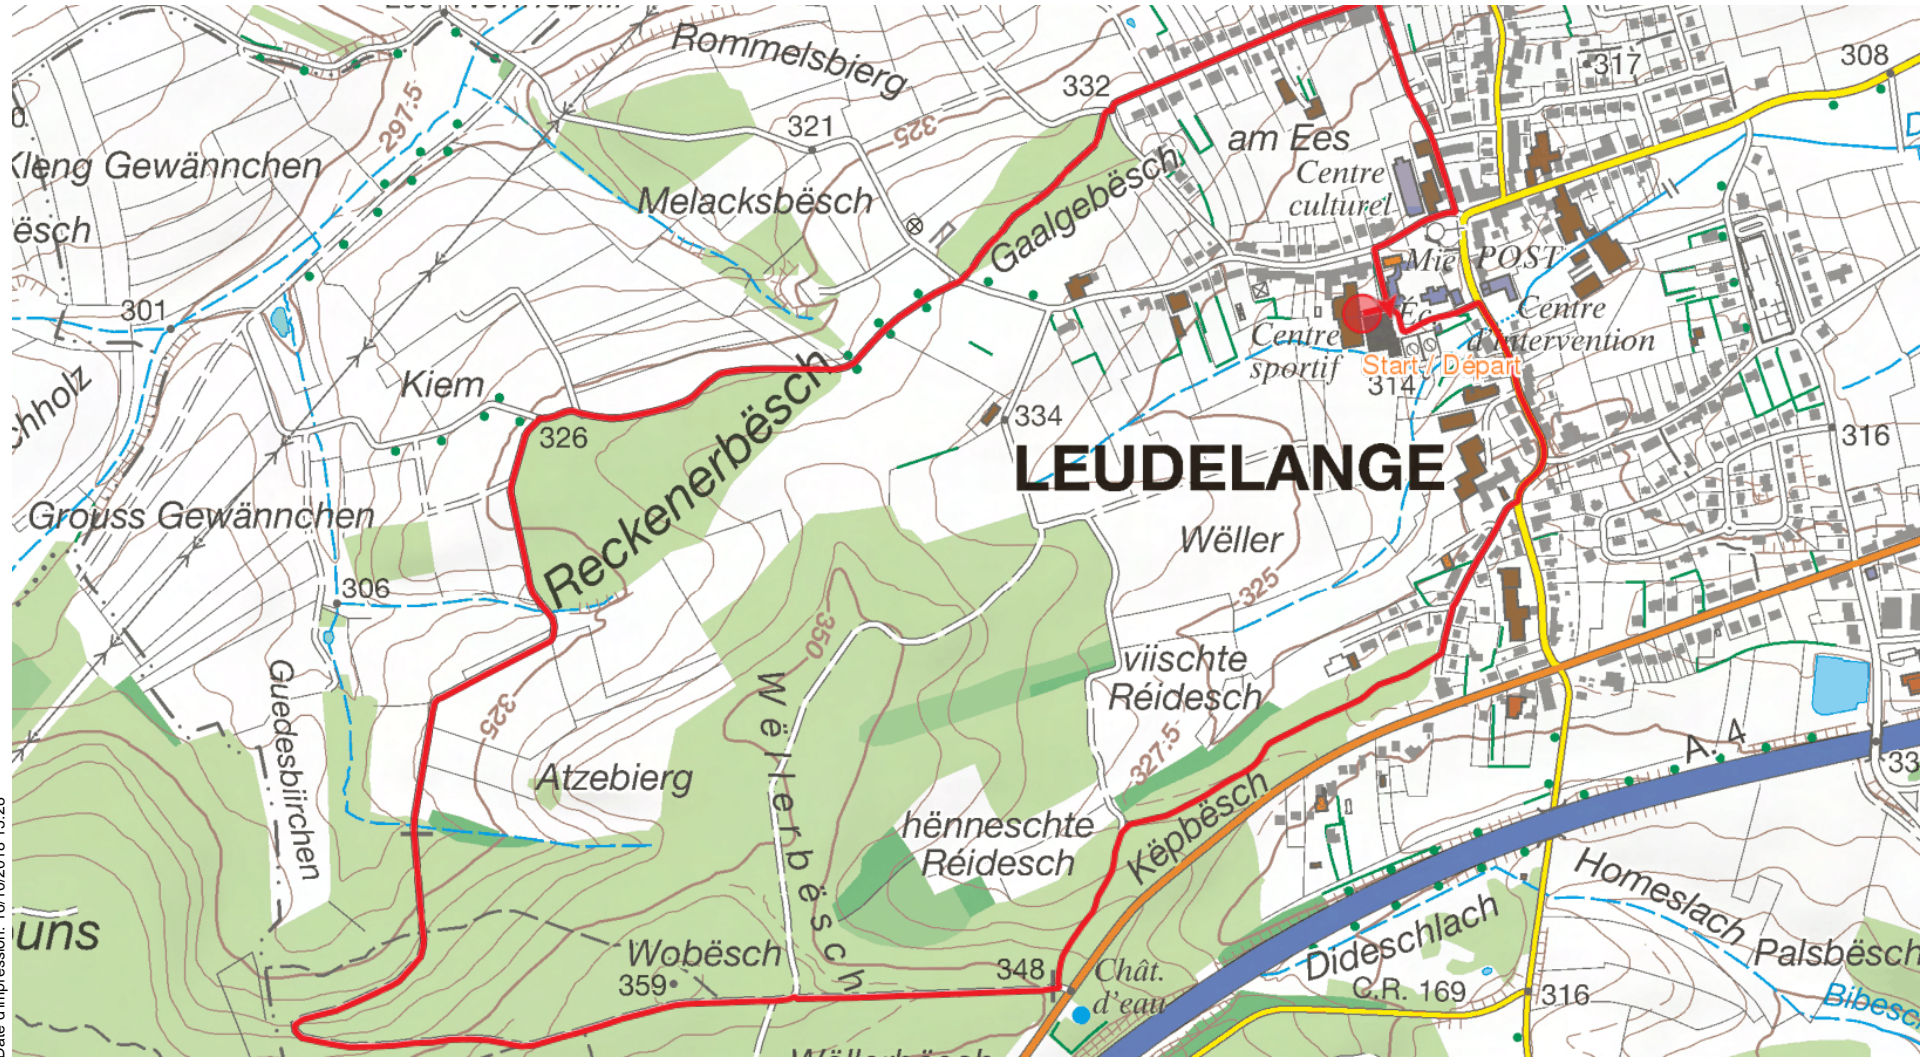 Rommelsbierg
332
317
308
297.5
321
325
am Ees
Kleng Gewännchen
Centre
culturel
Melacksbësch
ësch
Gaalgebësch
Mie
POST
301
Éc
Centre
d'intervention
Centre
sportif
Start / Départ
314
Kiem
chholz
326
334
316
LEUDELANGE
Reckenerbësch
Grouss Gewännchen
Wëller
306
325
350
viischte
Réidesch
Guedesbiirchen
Wëllerbësch
325
327.5
A. 4
33
Atzebierg
Këpbësch
hënneschte
Réidesch
Homeslach
uns
Wobësch
359
348
Chât.
d'eau
Dideschlach
C.R. 169
316
Palsbësch
Bibesc